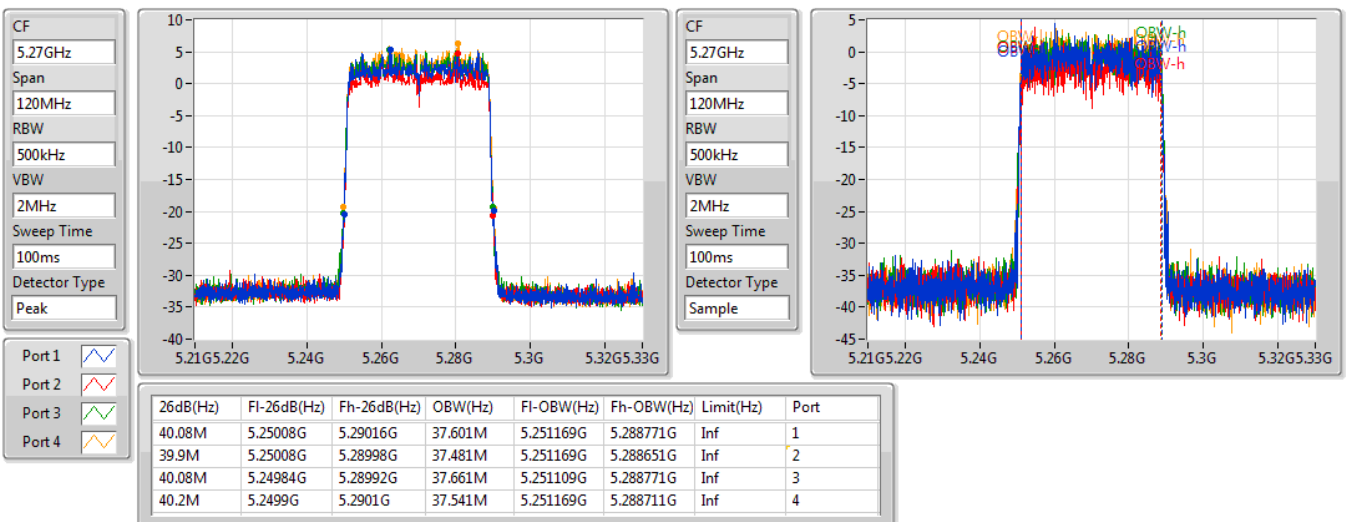 CF
5.27GHz
Span
120MHz
RBW
500kHz
VBW
2MHz
Sweep Time
100ms
Detector Type
Peak
10
5
0
-5
-10
-15
-20
-25
-30
-35
-40
5.21G 5.22G 5.24G 5.26G 5.28G 5.3G 5.32G 5.33G
CF
5.27GHz
Span
120MHz
RBW
500kHz
VBW
2MHz
Sweep Time
100ms
Detector Type
Sample
5
0
-5
-10
-15
-20
-25
-30
-35
-40
-45
OBW-h
OBW-h
OBW-h
5.21G 5.22G 5.24G 5.26G 5.28G 5.3G 5.32G 5.33G
Port 1
Port 2
Port 3
Port 4
26dB(Hz) Fl-26dB(Hz) Fh-26dB(Hz) OBW(Hz) Fl-OBW(Hz) Fh-OBW(Hz) Limit(Hz) Port
40.08M 5.25008G 5.29016G 37.601M 5.251169G 5.288771G Inf 1
39.9M 5.25008G 5.28998G 37.481M 5.251169G 5.288651G Inf 2
40.08M 5.24984G 5.28992G 37.661M 5.251109G 5.288771G Inf 3
40.2M 5.2499G 5.2901G 37.541M 5.251169G 5.288711G Inf 4